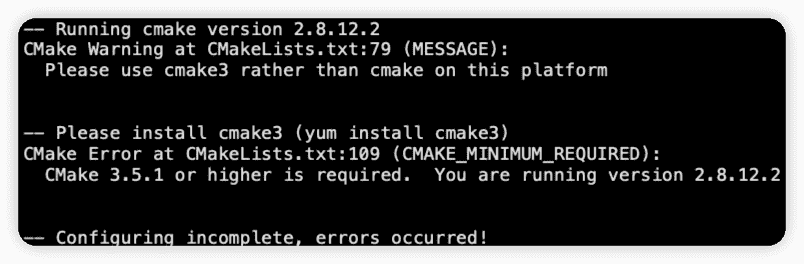 -- Running cmake version 2.8.12.2
CMake Warning at CMakeLists.txt:79 (MESSAGE):
  Please use cmake3 rather than cmake on this platform
-- Please install cmake3 (yum install cmake3)
CMake Error at CMakeLists.txt:109 (CMAKE_MINIMUM_REQUIRED):
  CMake 3.5.1 or higher is required.  You are running version 2.8.12.2
-- Configuring incomplete, errors occurred!